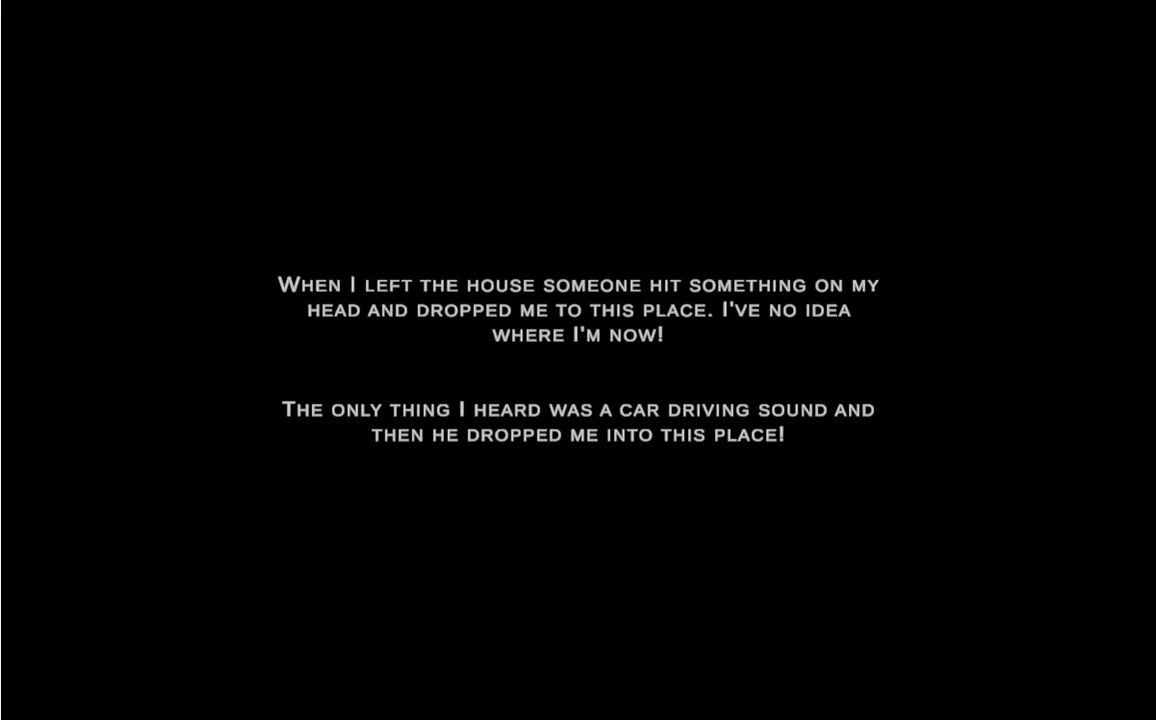 When I left the house someone hit something on my
head and dropped me to this place. I've no idea
where I'm now!
The only thing I heard was a car driving sound and
then he dropped me into this place!